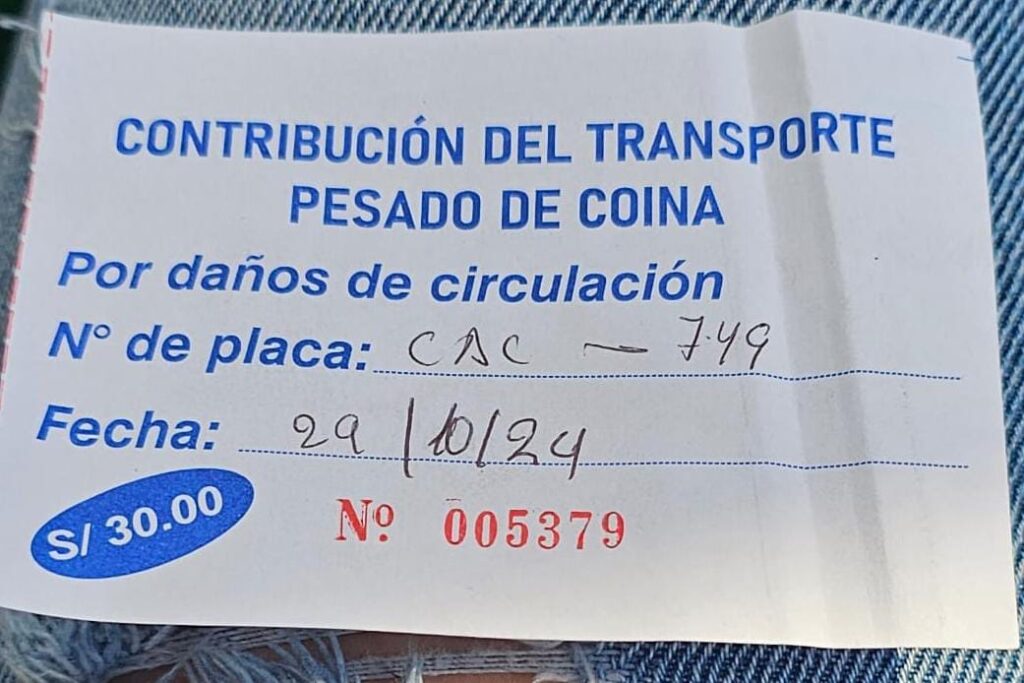 CONTRIBUCIÓN DEL TRANSPORTE
PESADO DE COINA
Por daños de circulación
N° de placa: CAC - 749
Fecha: 29/10/24
S/ 30.00
Nº 005379